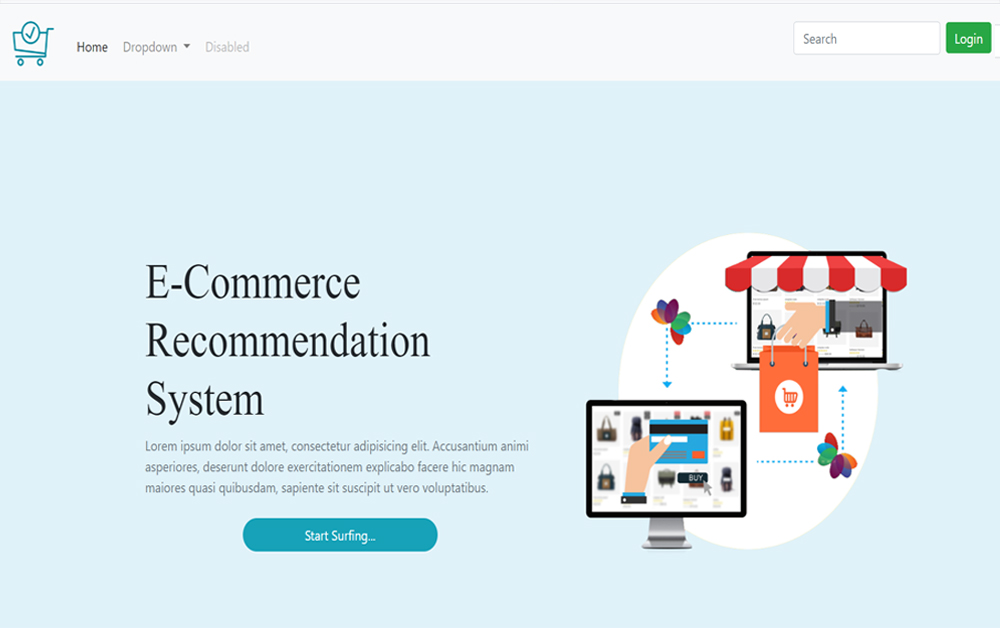 Home Dropdown Disabled Search Login
E-Commerce
Recommendation
System
Lorem ipsum dolor sit amet, consectetur adipisicing elit. Accusantium animi
asperiores, deserunt dolore exercitationem explicabo facere hic magnam
maiores quasi quibusdam, sapiente sit suscipit ut vero voluptatibus.
BUY
Start Surfing...